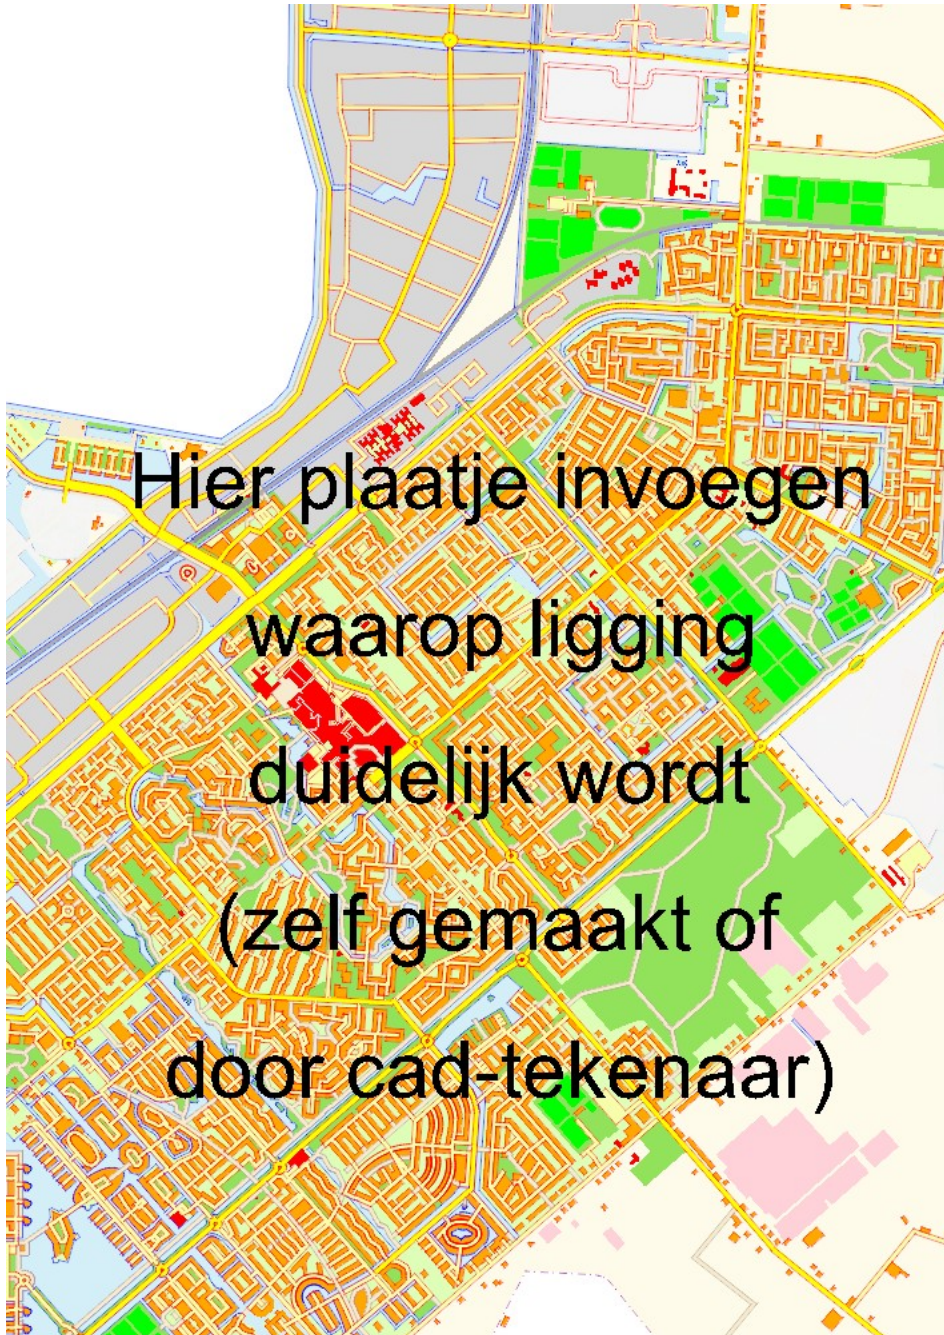 Hier plaatje invoegen
waarop ligging
duidelijk wordt
(zelf gemaakt of
door cad-tekenaar)